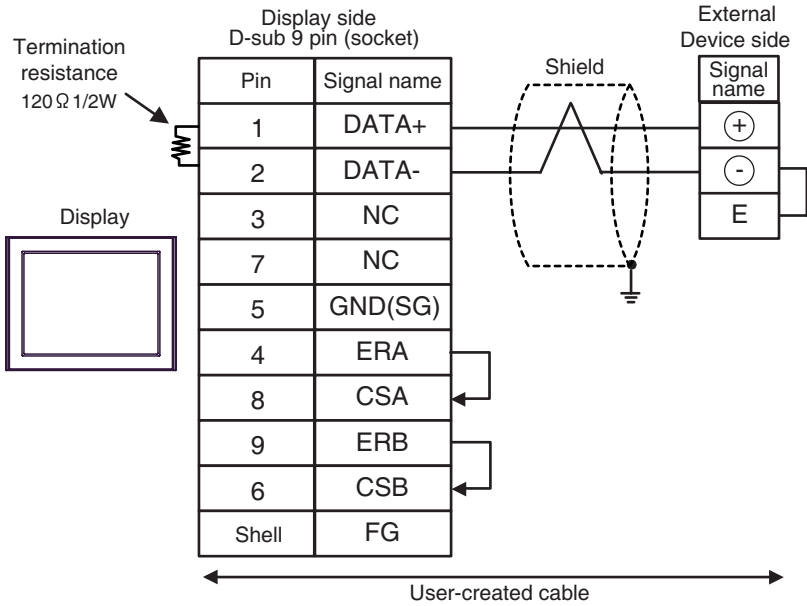 Display side
D-sub 9 pin (socket)
External
Device side
Termination
resistance
120Ω1/2W
Shield
Pin
Signal name
Signal
name
1
DATA+
+
2
DATA-
-
3
NC
E
Display
7
NC
5
GND(SG)
4
ERA
8
CSA
9
ERB
6
CSB
Shell
FG
User-created cable